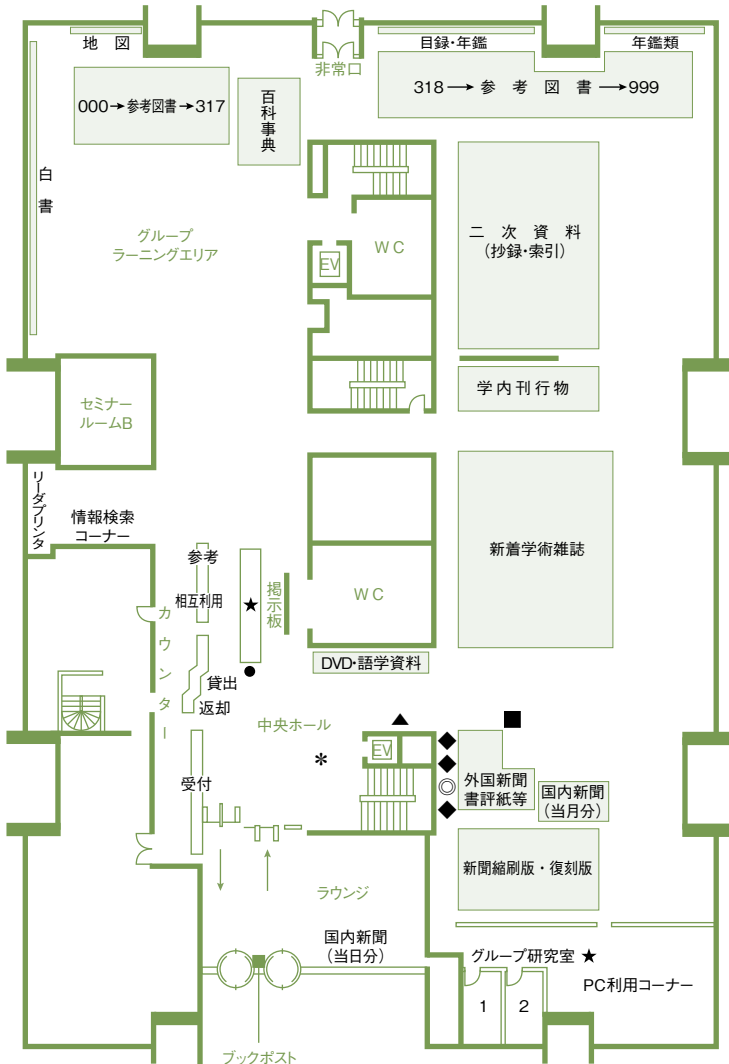 地 図
非常口
目録・年鑑
年鑑類
000→参考図書→317
百科事典
318→参 考 図 書→999
白書
グループ
ラーニングエリア
WC
EV
二 次 資 料
(抄録・索引)
学内刊行物
セミナー
ルームB
リーダプリンタ
情報検索
コーナー
参考
相互利用
★
掲示板
カウンター
WC
新着学術雑誌
DVD・語学資料
●
貸出
返却
中央ホール
▲
■
*
EV
◆
◆
◎
◆
外国新聞
書評紙等
国内新聞
(当月分)
受付
新聞縮刷版・復刻版
ラウンジ
国内新聞
(当日分)
グループ研究室 ★
PC利用コーナー
1
2
ブックポスト